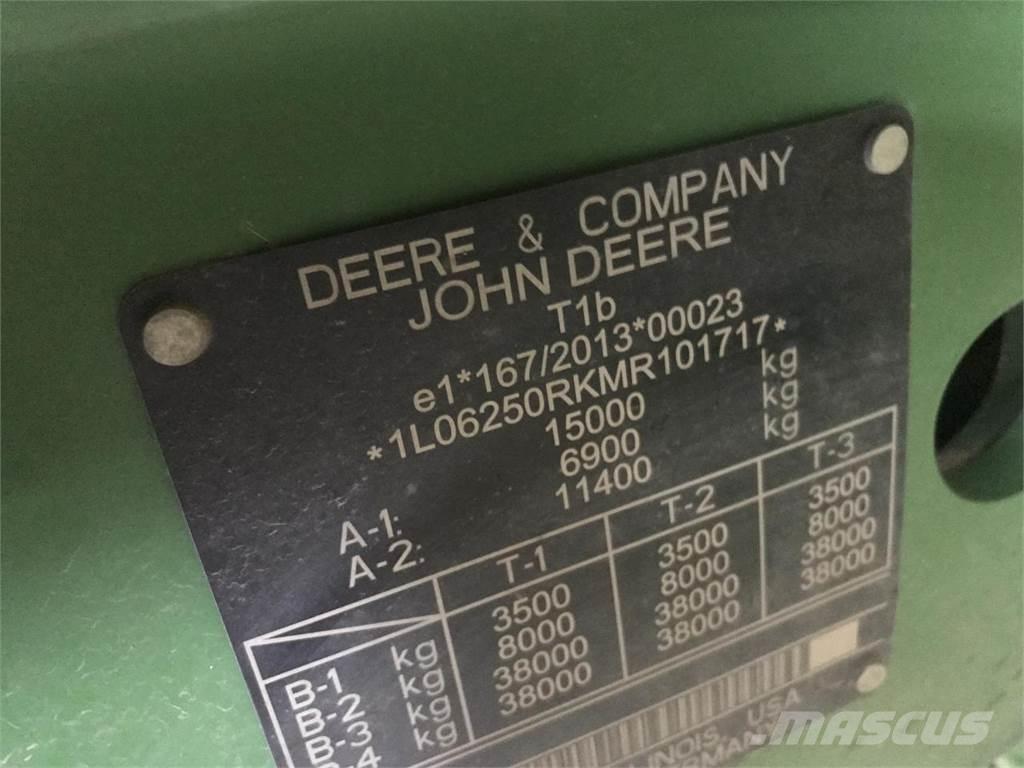 DEERE & COMPANY
JOHN DEERE
T1b
e1*167/2013*00023
*1L06250RKMR101717*
15000 kg
A-1: 6900 kg
A-2: 11400 kg
T-1 T-2 T-3
B-1 kg 3500 3500 3500
B-2 kg 8000 8000 8000
B-3 kg 38000 38000 38000
kg 38000 38000 38000
USA
MASCUS